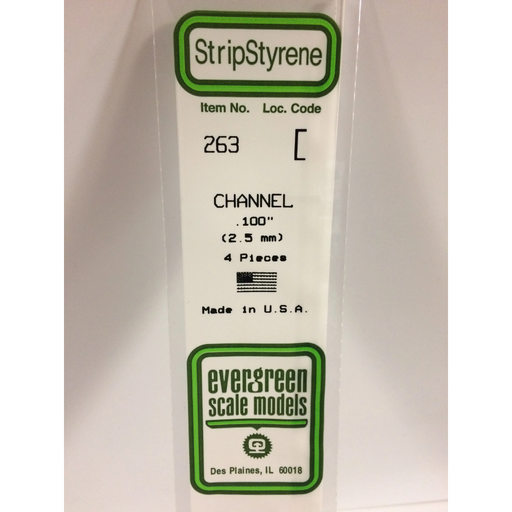 StripStyrene
Item No. Loc. Code
263 [
CHANNEL
.100"
(2.5 mm)
4 Pieces
Made in U.S.A.
evergreen
scale models
Des Plaines, IL 60018